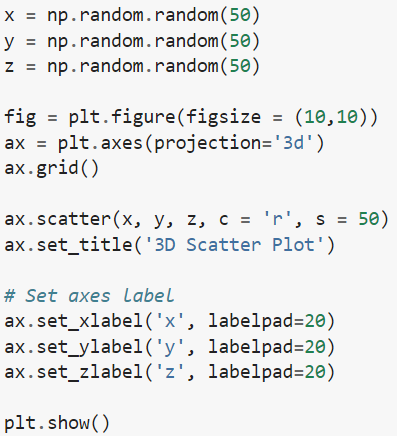 x = np.random.random(50)
y = np.random.random(50)
z = np.random.random(50)
fig = plt.figure(figsize = (10,10))
ax = plt.axes(projection='3d')
ax.grid()
ax.scatter(x, y, z, c = 'r', s = 50)
ax.set_title('3D Scatter Plot')
# Set axes label
ax.set_xlabel('x', labelpad=20)
ax.set_ylabel('y', labelpad=20)
ax.set_zlabel('z', labelpad=20)
plt.show()